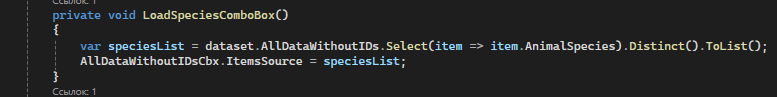 Ссылок: 1
private void LoadSpeciesComboBox()
{
var speciesList = dataset.AllDataWithoutIDs.Select(item => item.AnimalSpecies).Distinct().ToList();
AllDataWithoutIDsCbx.ItemsSource = speciesList;
}
Ссылок: 1